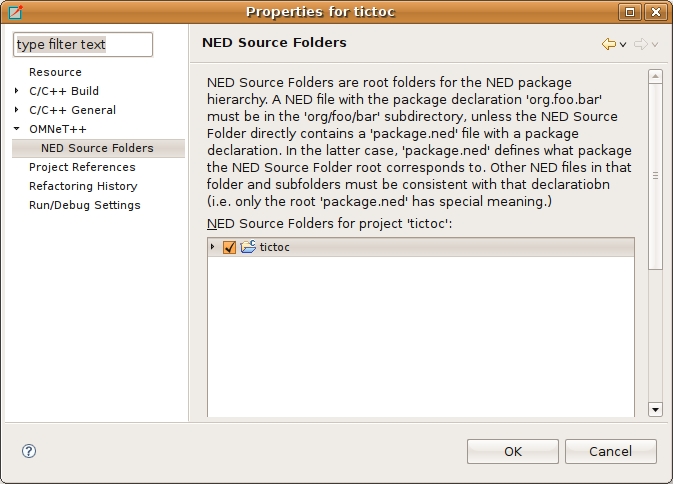 Properties for tictoc
type filter text
Resource
C/C++ Build
C/C++ General
OMNeT++
NED Source Folders
Project References
Refactoring History
Run/Debug Settings
NED Source Folders
NED Source Folders are root folders for the NED package
hierarchy. A NED file with the package declaration 'org.foo.bar'
must be in the 'org/foo/bar' subdirectory, unless the NED Source
Folder directly contains a 'package.ned' file with a package
declaration. In the latter case, 'package.ned' defines what package
the NED Source Folder root corresponds to. Other NED files in that
folder and subfolders must be consistent with that declaratiobn
(i.e. only the root 'package.ned' has special meaning.)
NED Source Folders for project 'tictoc':
tictoc
OK
Cancel